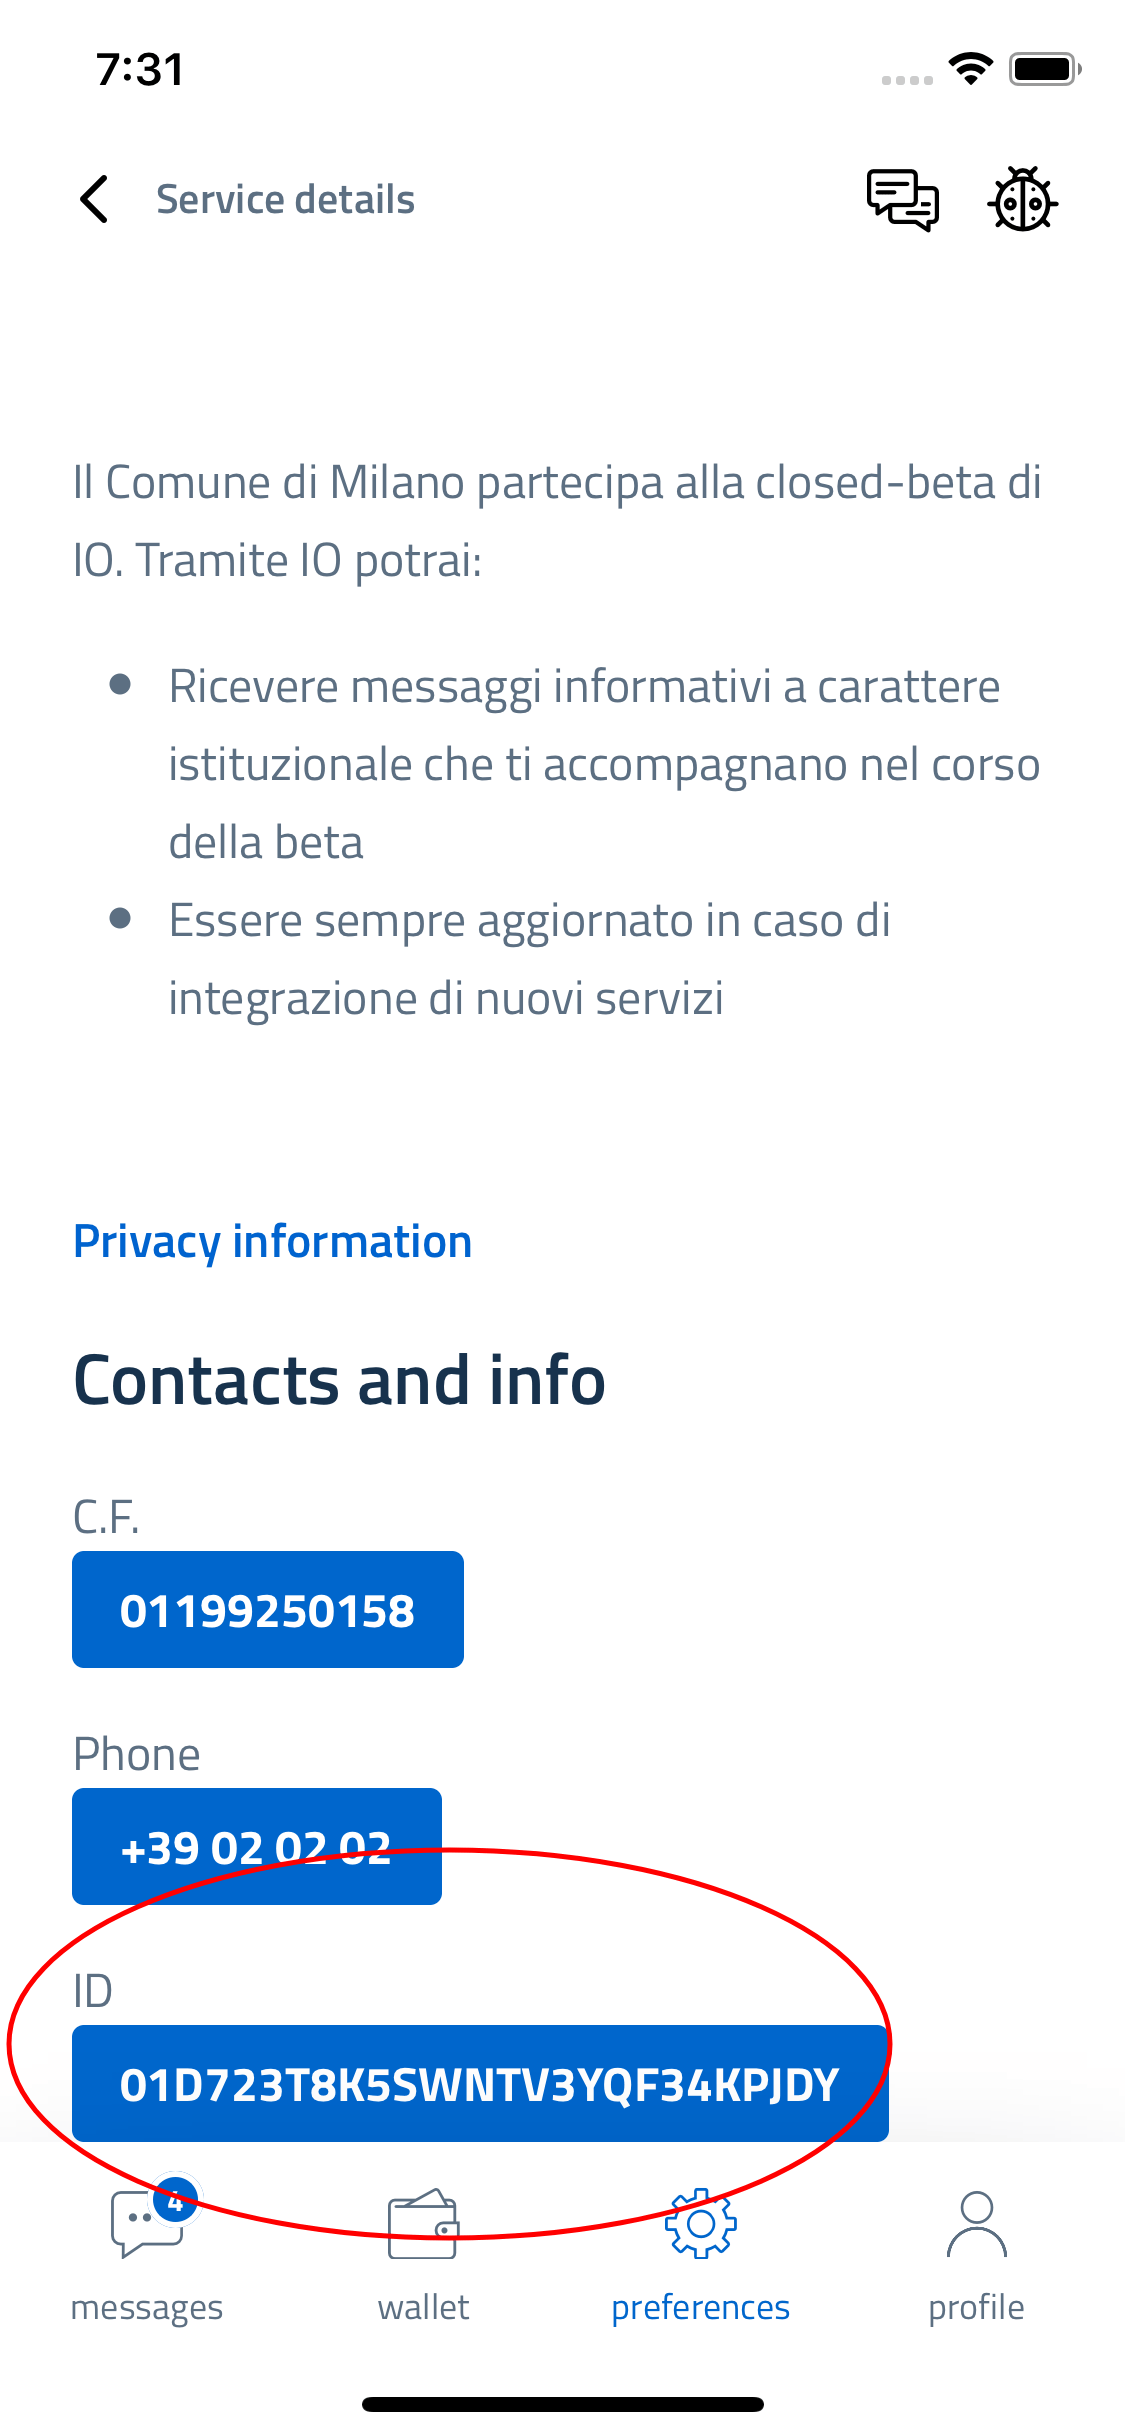 7:31
Service details
Il Comune di Milano partecipa alla closed-beta di
IO. Tramite IO potrai:
Ricevere messaggi informativi a carattere
istituzionale che ti accompagnano nel corso
della beta
Essere sempre aggiornato in caso di
integrazione di nuovi servizi
Privacy information
Contacts and info
C.F.
01199250158
Phone
+39 02 02 02
ID
01D723T8K5SWNTV3YQF34KPJDY
4
messages wallet preferences profile